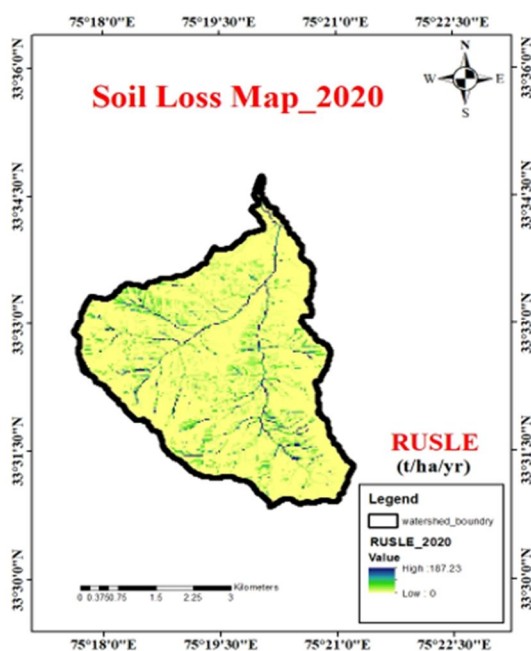 75°18'0"E 75°19'30"E 75°21'0"E 75°22'30"E
33°36'0"N 33°36'0"N
N
W E
S
Soil Loss Map_2020
33°34'30"N 33°34'30"N
33°33'0"N 33°33'0"N
33°31'30"N 33°31'30"N
RUSLE
(t/ha/yr)
Legend
watershed_boundry
RUSLE_2020
Value
High :187.23
Low : 0
Kilometers
0 0.375 0.75 1.5 2.25 3
33°30'0"N 33°30'0"N
75°18'0"E 75°19'30"E 75°21'0"E 75°22'30"E